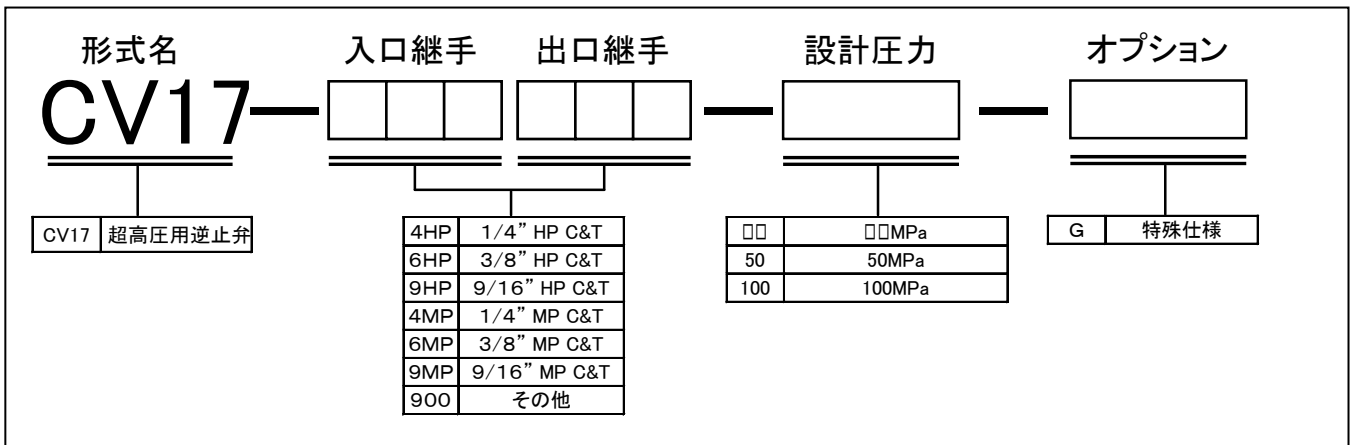 形式名 入口継手 出口継手 設計圧力 オプション
CV17
CV17 超高圧用逆止弁
4HP 1/4” HP C&T
6HP 3/8” HP C&T
9HP 9/16” HP C&T
4MP 1/4” MP C&T
6MP 3/8” MP C&T
9MP 9/16” MP C&T
900 その他
□□ □□MPa
50 50MPa
100 100MPa
G 特殊仕様